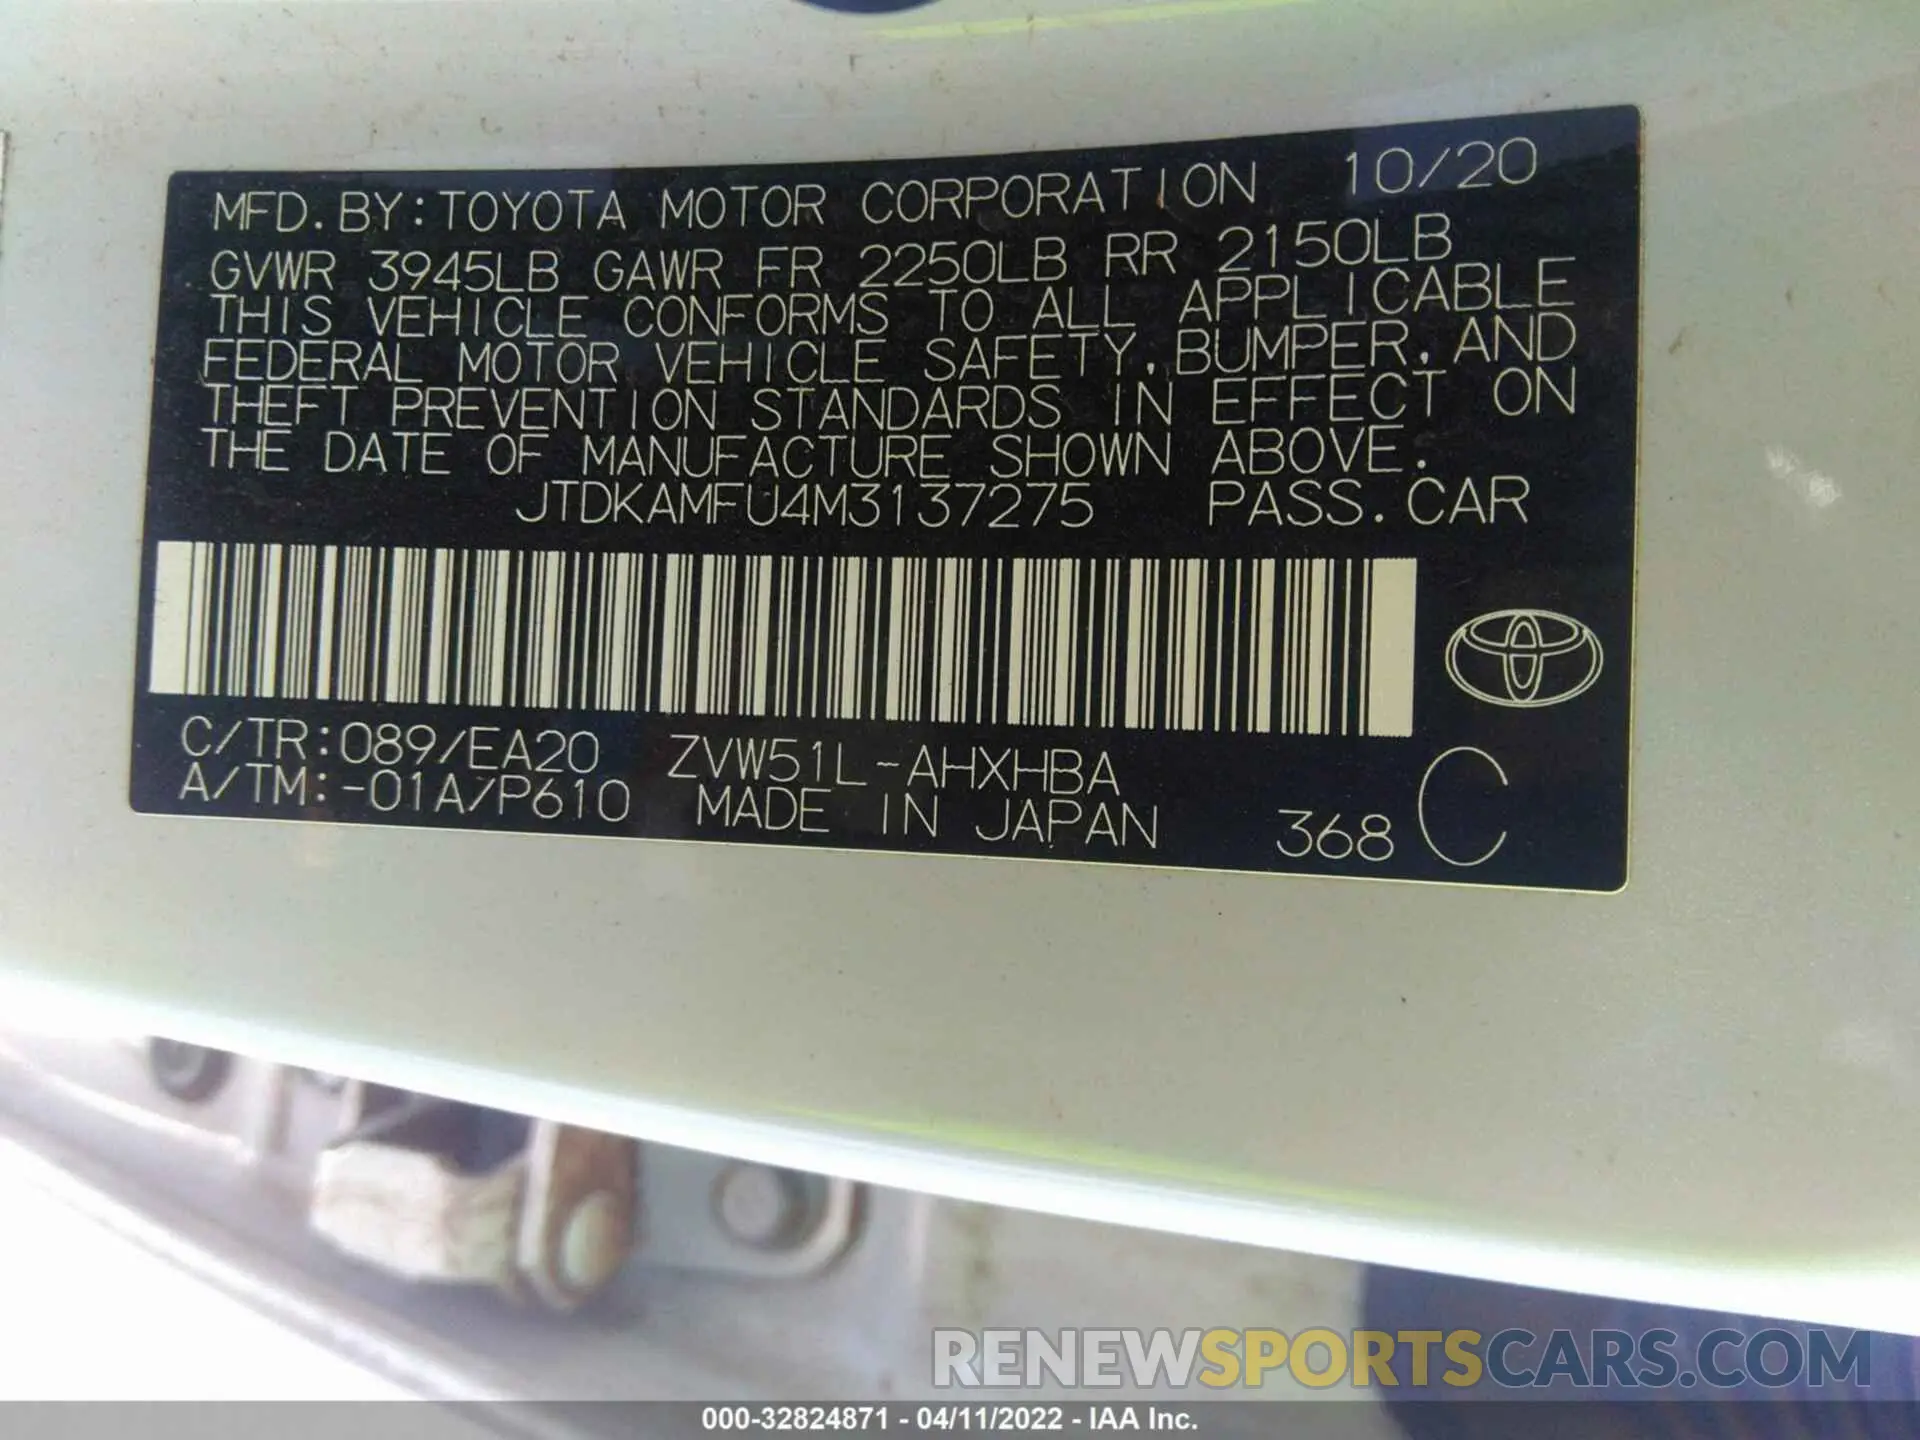 MFD. BY: TOYOTA MOTOR CORPORATION 10/20
GVWR 3945LB GAWR FR 2250LB RR 2150LB
THIS VEHICLE CONFORMS TO ALL APPLICABLE
FEDERAL MOTOR VEHICLE SAFETY, BUMPER, AND
THEFT PREVENTION STANDARDS IN EFFECT ON
THE DATE OF MANUFACTURE SHOWN ABOVE.
JTDKAMFU4M3137275 PASS. CAR
C/TR:089/EA20 ZVW51L-AHXHBA
A/TM:-01A/P610 MADE IN JAPAN 368 C
RENEWSPORTSCARS.COM
000-32824871 - 04/11/2022 - IAA Inc.